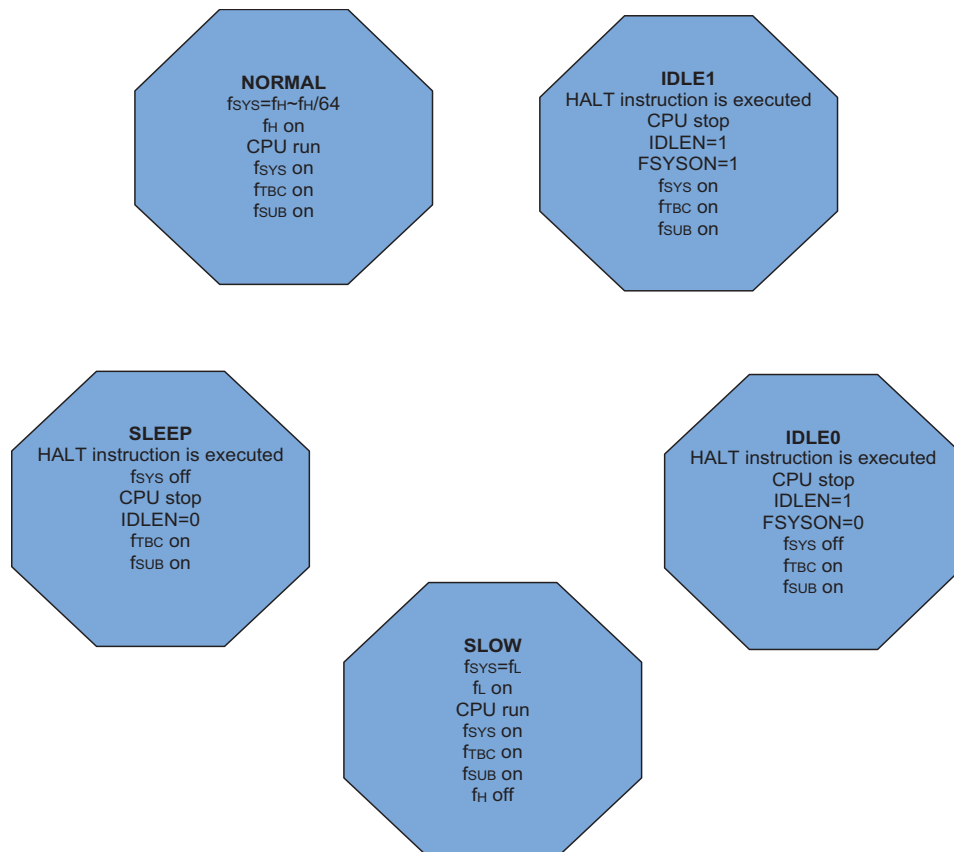 NORMAL
fSYS=fH~fH/64
fH on
CPU run
fSYS on
fTBC on
fSUB on
IDLE1
HALT instruction is executed
CPU stop
IDLEN=1
FSYSON=1
fSYS on
fTBC on
fSUB on
SLEEP
HALT instruction is executed
fSYS off
CPU stop
IDLEN=0
fTBC on
fSUB on
IDLE0
HALT instruction is executed
CPU stop
IDLEN=1
FSYSON=0
fSYS off
fTBC on
fSUB on
SLOW
fSYS=fL
fL on
CPU run
fSYS on
fTBC on
fSUB on
fH off